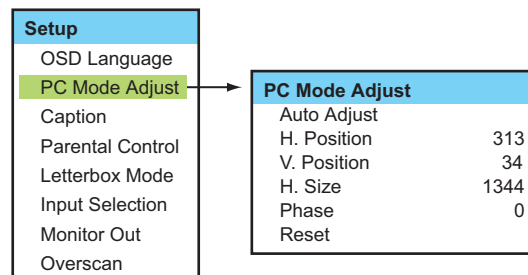 Setup
OSD Language
PC Mode Adjust
Caption
Parental Control
Letterbox Mode
Input Selection
Monitor Out
Overscan
PC Mode Adjust
Auto Adjust
H. Position 313
V. Position 34
H. Size 1344
Phase 0
Reset